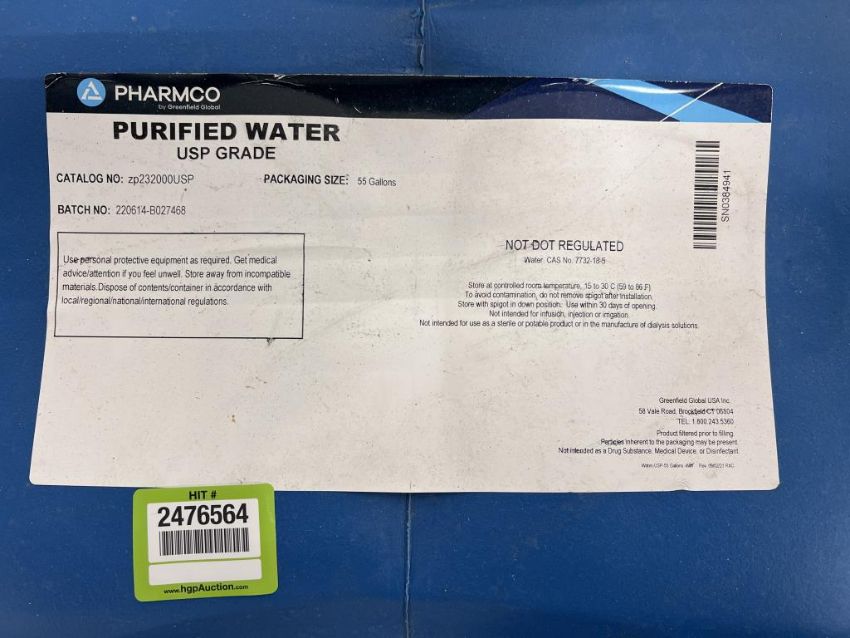 PHARMCO
by Greenfield Global
PURIFIED WATER
USP GRADE
CATALOG NO: zp232000USP PACKAGING SIZE: 55 Gallons
BATCH NO: 220614-B027468
SN0384941
Use personal protective equipment as required. Get medical
advice/attention if you feel unwell. Store away from incompatible
materials.Dispose of contents/container in accordance with
local/regional/national/international regulations.
NOT DOT REGULATED
Water. CAS No. 7732-18-5
Store at controlled room temperature, 15 to 30 C (59 to 86 F)
To avoid contamination, do not remove spigot after installation.
Store with spigot in down position. Use within 30 days of opening.
Not intended for infusion, injection or irrigation.
Not intended for use as a sterile or potable product or in the manufacture of dialysis solutions.
Greenfield Global USA Inc.
58 Vale Road, Brookfield CT 06804
TEL: 1.800.243.5360
Product filtered prior to filling.
Particles inherent to the packaging may be present.
Not intended as a Drug Substance, Medical Device, or Disinfectant.
Water USP 55 Gallons
HIT #
2476564
www.hgpAuction.com